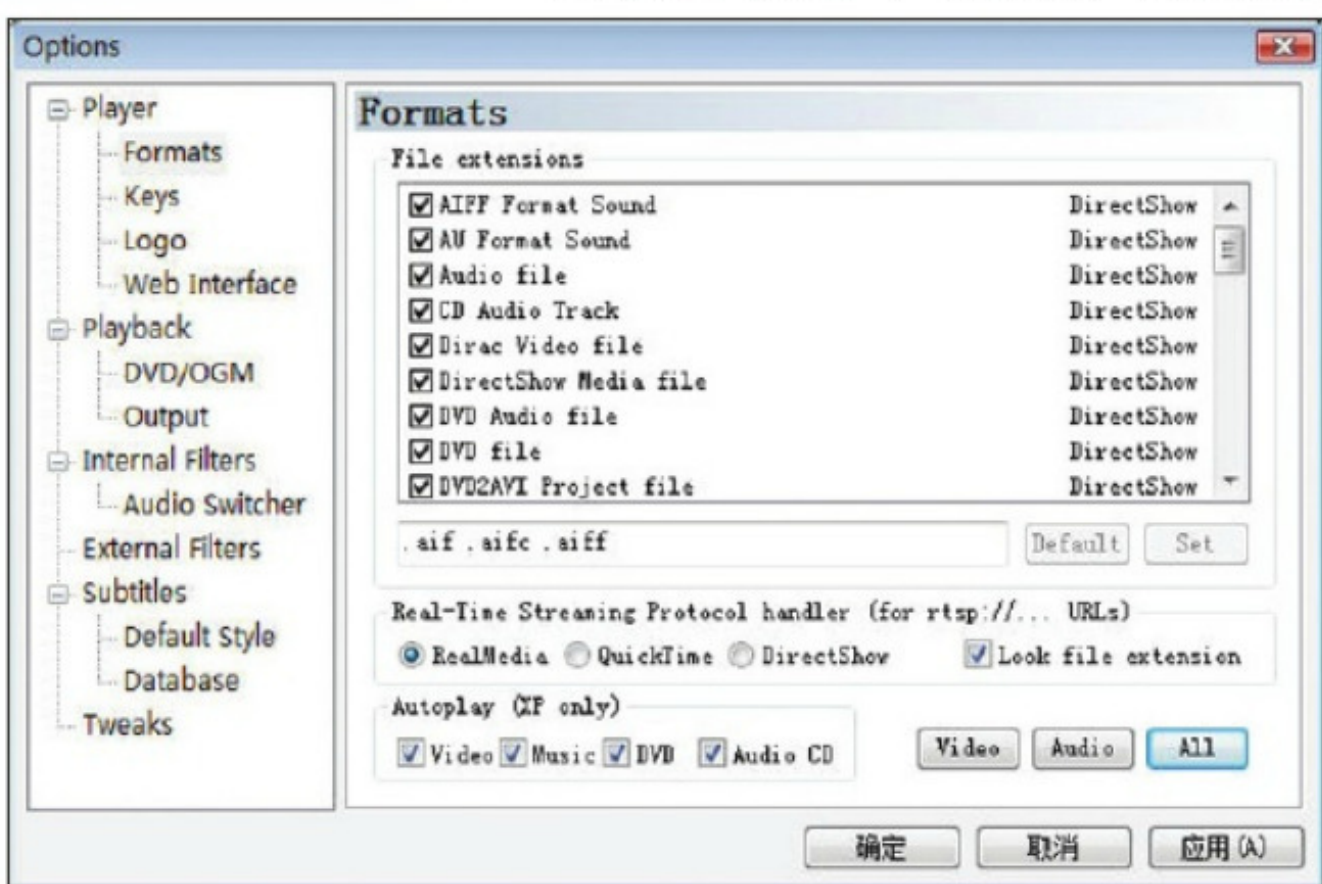 Options
Player
Formats
Keys
Logo
Web Interface
Playback
DVD/OGM
Output
Internal Filters
Audio Switcher
External Filters
Subtitles
Default Style
Database
Tweaks
Formats
File extensions
AIFF Format Sound DirectShow
AU Format Sound DirectShow
Audio file DirectShow
CD Audio Track DirectShow
Dirac Video file DirectShow
DirectShow Media file DirectShow
DVD Audio file DirectShow
DVD file DirectShow
DVD2AVI Project file DirectShow
.aif .aifc .aiff Default Set
Real-Time Streaming Protocol handler (for rtsp://... URLs)
RealMedia QuickTime DirectShow Look file extension
Autoplay (XP only)
Video Music DVD Audio CD Video Audio All
确定 取消 应用(A)